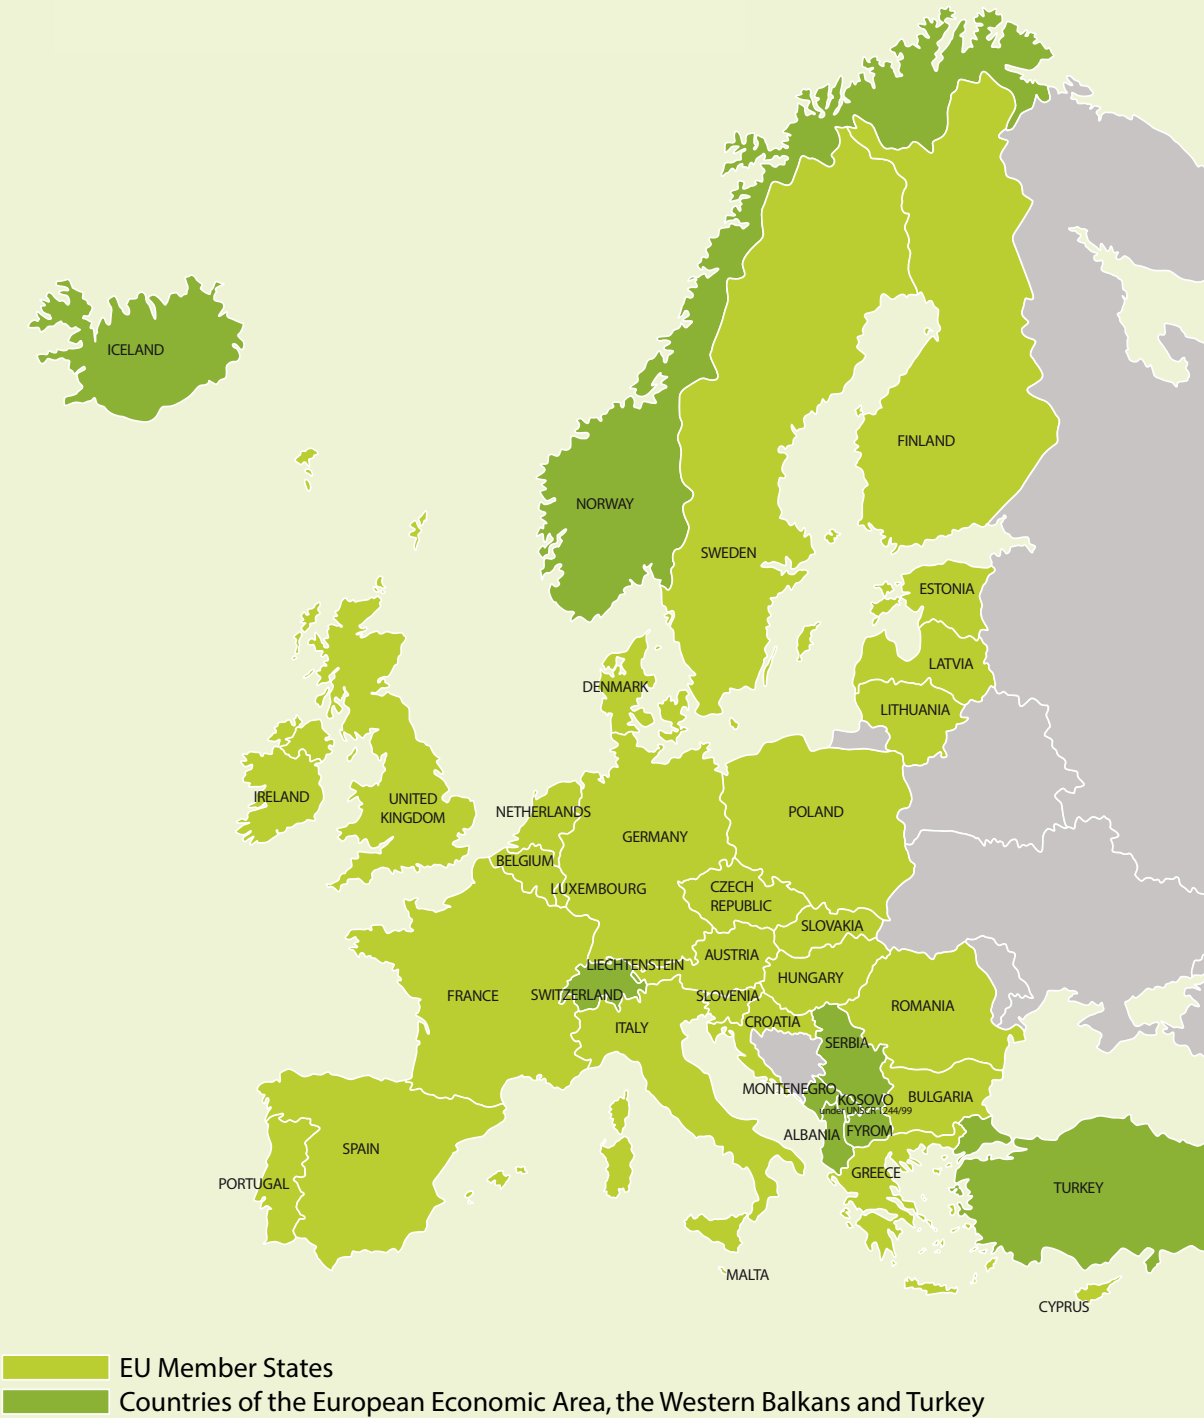 ICELAND
FINLAND
NORWAY
SWEDEN
ESTONIA
LATVIA
DENMARK
LITHUANIA
IRELAND
UNITED
KINGDOM
NETHERLANDS
POLAND
GERMANY
BELGIUM
LUXEMBOURG
CZECH
REPUBLIC
SLOVAKIA
AUSTRIA
LIECHTENSTEIN
HUNGARY
FRANCE
SWITZERLAND
SLOVENIA
ROMANIA
CROATIA
ITALY
SERBIA
MONTENEGRO
KOSOVO
under UNSCR 1244/99
BULGARIA
ALBANIA
FYROM
SPAIN
GREECE
PORTUGAL
TURKEY
MALTA
CYPRUS
EU Member States
Countries of the European Economic Area, the Western Balkans and Turkey